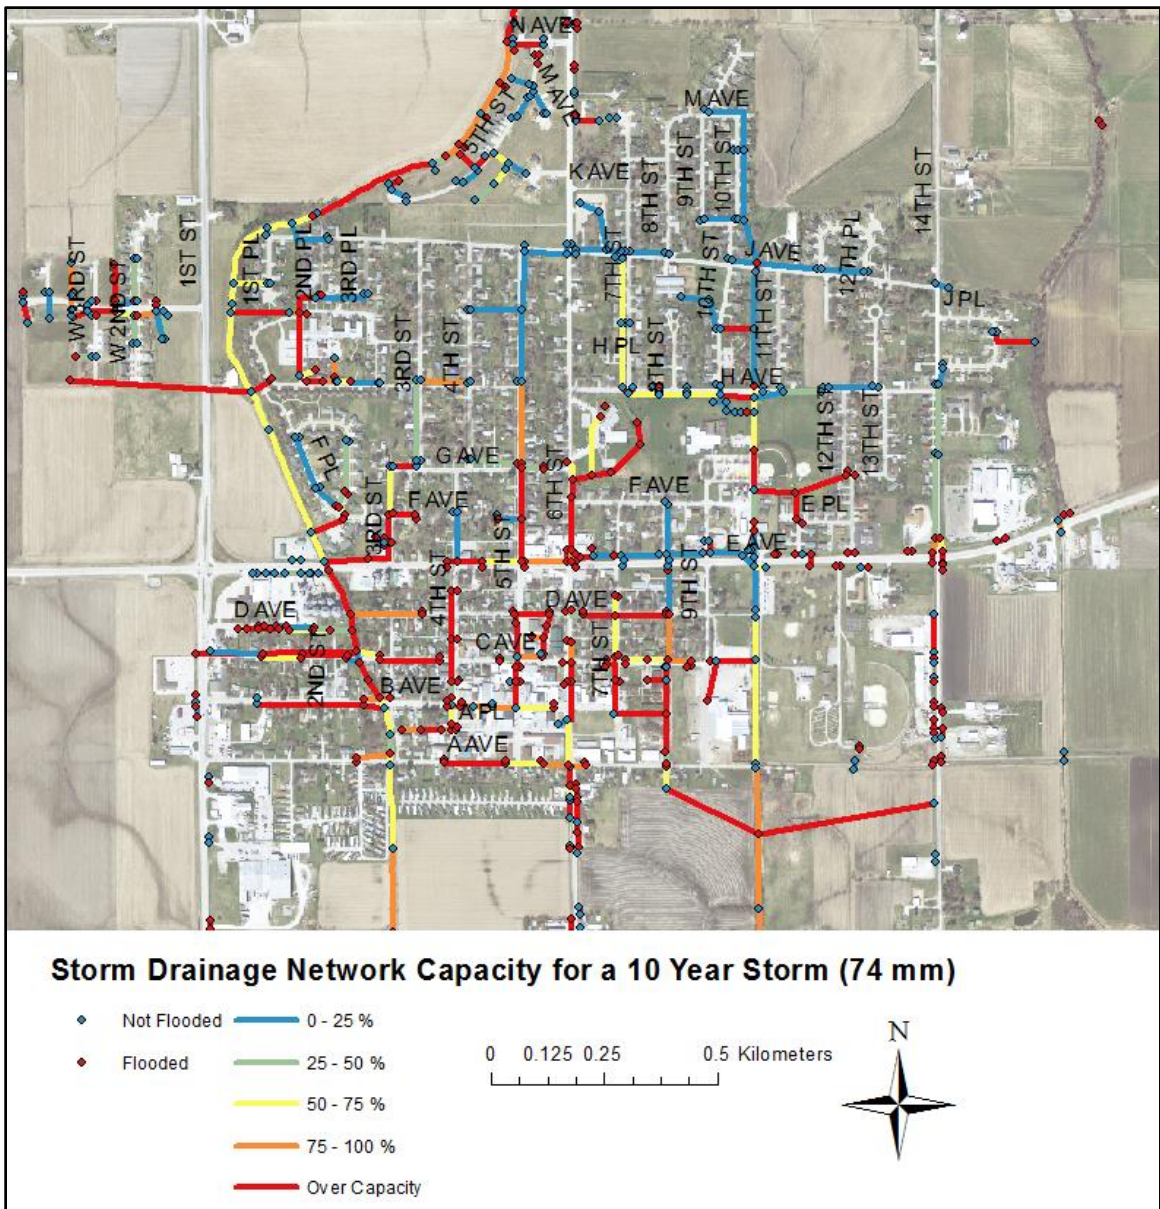 N AVE
M AVE
5TH ST
M AVE
K AVE
8TH ST
9TH ST
10TH ST
14TH ST
1ST ST
W 3RD ST
W 2ND ST
1ST PL
2ND PL
3RD PL
7TH ST
J AVE
12TH PL
10TH ST
11TH ST
J PL
3RD ST
4TH ST
H PL
8TH ST
H AVE
12TH ST
13TH ST
F PL
G AVE
6TH ST
F AVE
3RD ST
F AVE
E PL
5TH ST
E AVE
4TH ST
9TH ST
D AVE
D AVE
C AVE
7TH ST
2ND ST
B AVE
A PL
A AVE
Storm Drainage Network Capacity for a 10 Year Storm (74 mm)
Not Flooded
0 - 25 %
Flooded
25 - 50 %
50 - 75 %
75 - 100 %
Over Capacity
0 0.125 0.25 0.5 Kilometers
N